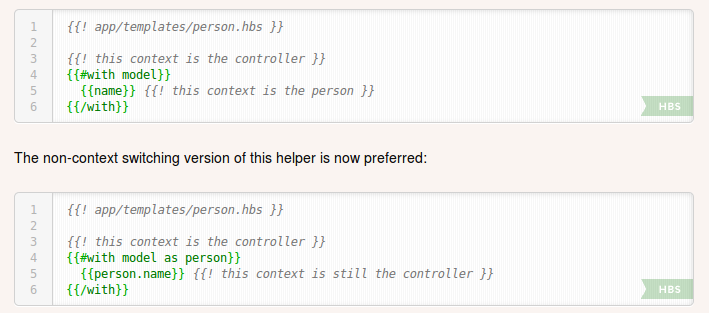 1 {{! app/templates/person.hbs }}
2
3 {{! this context is the controller }}
4 {{#with model}}
5   {{name}} {{! this context is the person }}
6 {{/with}}
HBS
The non-context switching version of this helper is now preferred:
1 {{! app/templates/person.hbs }}
2
3 {{! this context is the controller }}
4 {{#with model as person}}
5   {{person.name}} {{! this context is still the controller }}
6 {{/with}}
HBS